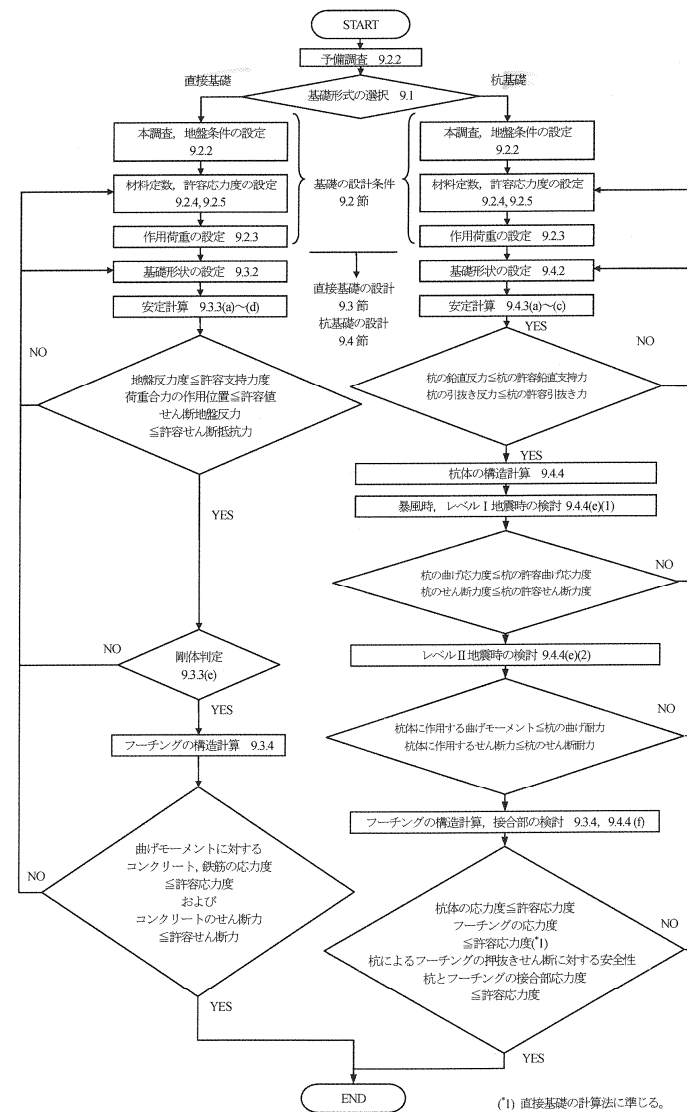 START
予備調査 9.2.2
直接基礎
杭基礎
基礎形式の選択 9.1
本調査, 地盤条件の設定
9.2.2
材料定数, 許容応力度の設定
9.2.4, 9.2.5
作用荷重の設定 9.2.3
基礎形状の設定 9.3.2
安定計算 9.3.3(a)~(d)
NO
地盤反力度≦許容支持力度
荷重合力の作用位置≦許容値
せん断地盤反力
≦許容せん断抵抗力
YES
NO
剛体判定
9.3.3(e)
YES
フーチングの構造計算 9.3.4
NO
曲げモーメントに対する
コンクリート, 鉄筋の応力度
≦許容応力度
および
コンクリートのせん断力
≦許容せん断力
YES
基礎の設計条件
9.2 節
直接基礎の設計
9.3 節
杭基礎の設計
9.4 節
本調査, 地盤条件の設定
9.2.2
材料定数, 許容応力度の設定
9.2.4, 9.2.5
作用荷重の設定 9.2.3
基礎形状の設定 9.4.2
安定計算 9.4.3(a)~(c)
YES
NO
杭の鉛直反力≦杭の許容鉛直支持力
杭の引抜き反力≦杭の許容引抜き力
YES
杭体の構造計算 9.4.4
暴風時, レベルⅠ地震時の検討 9.4.4(e)(1)
NO
杭の曲げ応力度≦杭の許容曲げ応力度
杭のせん断力度≦杭の許容せん断力度
YES
レベルⅡ地震時の検討 9.4.4(e)(2)
NO
杭体に作用する曲げモーメント≦杭の曲げ耐力
杭体に作用するせん断力≦杭のせん断耐力
YES
フーチングの構造計算, 接合部の検討 9.3.4, 9.4.4 (f)
NO
杭体の応力度≦許容応力度
フーチングの応力度
≦許容応力度(*1)
杭によるフーチングの押抜きせん断に対する安全性
杭とフーチングの接合部応力度
≦許容応力度
YES
END
(*1) 直接基礎の計算法に準じる。